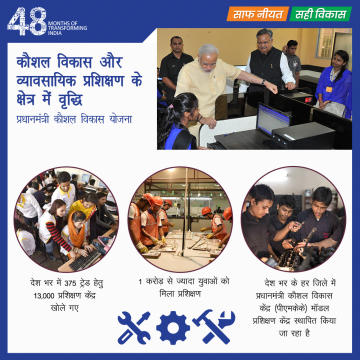 48 MONTHS OF
TRANSFORMING
INDIA
साफ नीयत सही विकास
कौशल विकास और
व्यावसायिक प्रशिक्षण के
क्षेत्र में वृद्धि
प्रधानमंत्री कौशल विकास योजना
देश भर में 375 ट्रेड हेतु
13,000 प्रशिक्षण केंद्र
खोले गए
1 करोड़ से ज्यादा युवाओं को
मिला प्रशिक्षण
देश भर के हर जिले में
प्रधानमंत्री कौशल विकास
केंद्र (पीएमकेके) मॉडल
प्रशिक्षण केंद्र स्थापित किया
जा रहा है